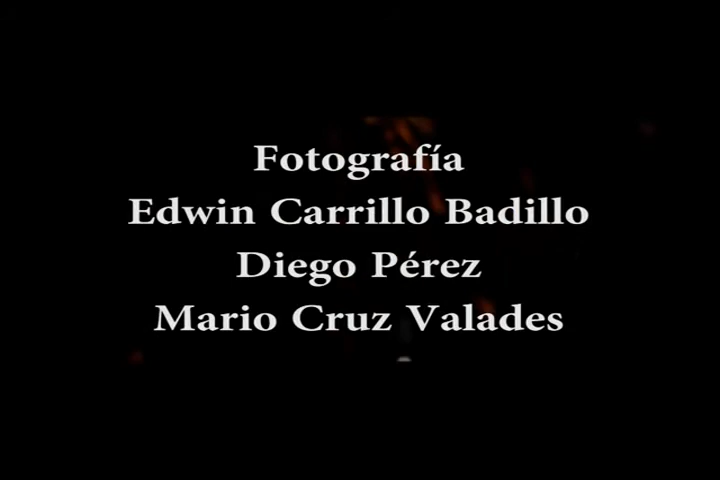 Fotografía
Edwin Carrillo Badillo
Diego Pérez
Mario Cruz Valades